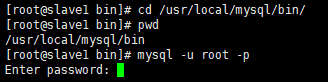 [root@slave1 bin]# cd /usr/local/mysql/bin/
[root@slave1 bin]# pwd
/usr/local/mysql/bin
[root@slave1 bin]# mysql -u root -p
Enter password: